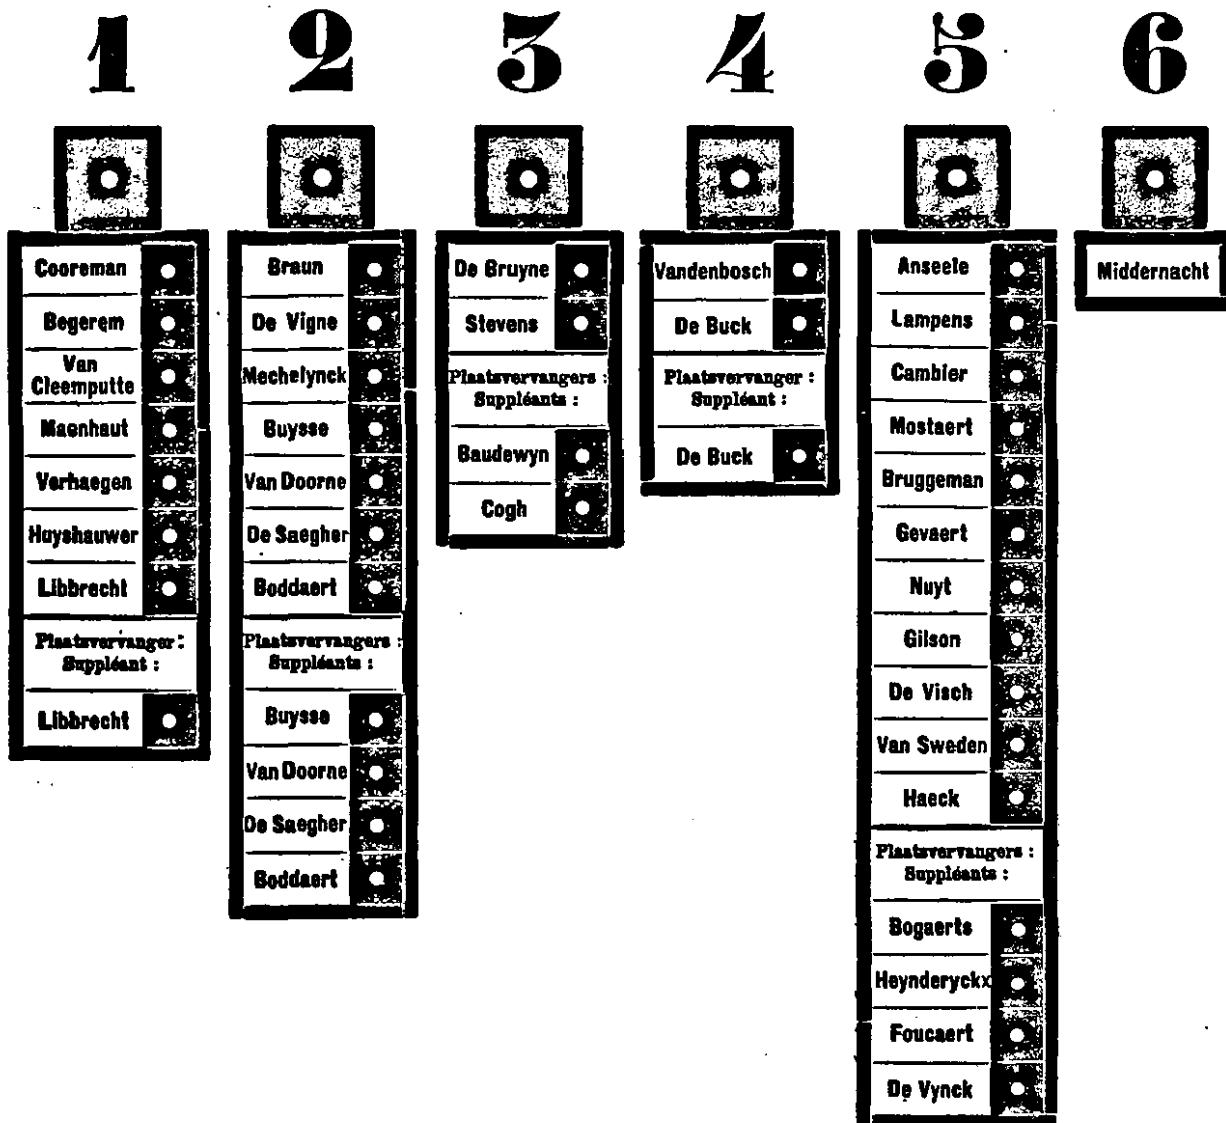 1
2
3
4
5
6
Cooreman
Begerem
Van
Cleemputte
Maenhaut
Verhaegen
Huyshauwer
Libbrecht
Plaatsvervanger :
Suppléant :
Libbrecht
Braun
De Vigne
Mechelynck
Buysse
Van Doorne
De Saegher
Boddaert
Plaatsvervangers :
Suppléants :
Buysse
Van Doorne
De Saegher
Boddaert
De Bruyne
Stevens
Plaatsvervangers :
Suppléants :
Baudewyn
Cogh
Vandenbosch
De Buck
Plaatsvervanger :
Suppléant :
De Buck
Anseele
Lampens
Cambier
Mostaert
Bruggeman
Gevaert
Nuyt
Gilson
De Visch
Van Sweden
Haeck
Plaatsvervangers :
Suppléants :
Bogaerts
Heynderyckx
Foucaert
De Vynck
Middernacht